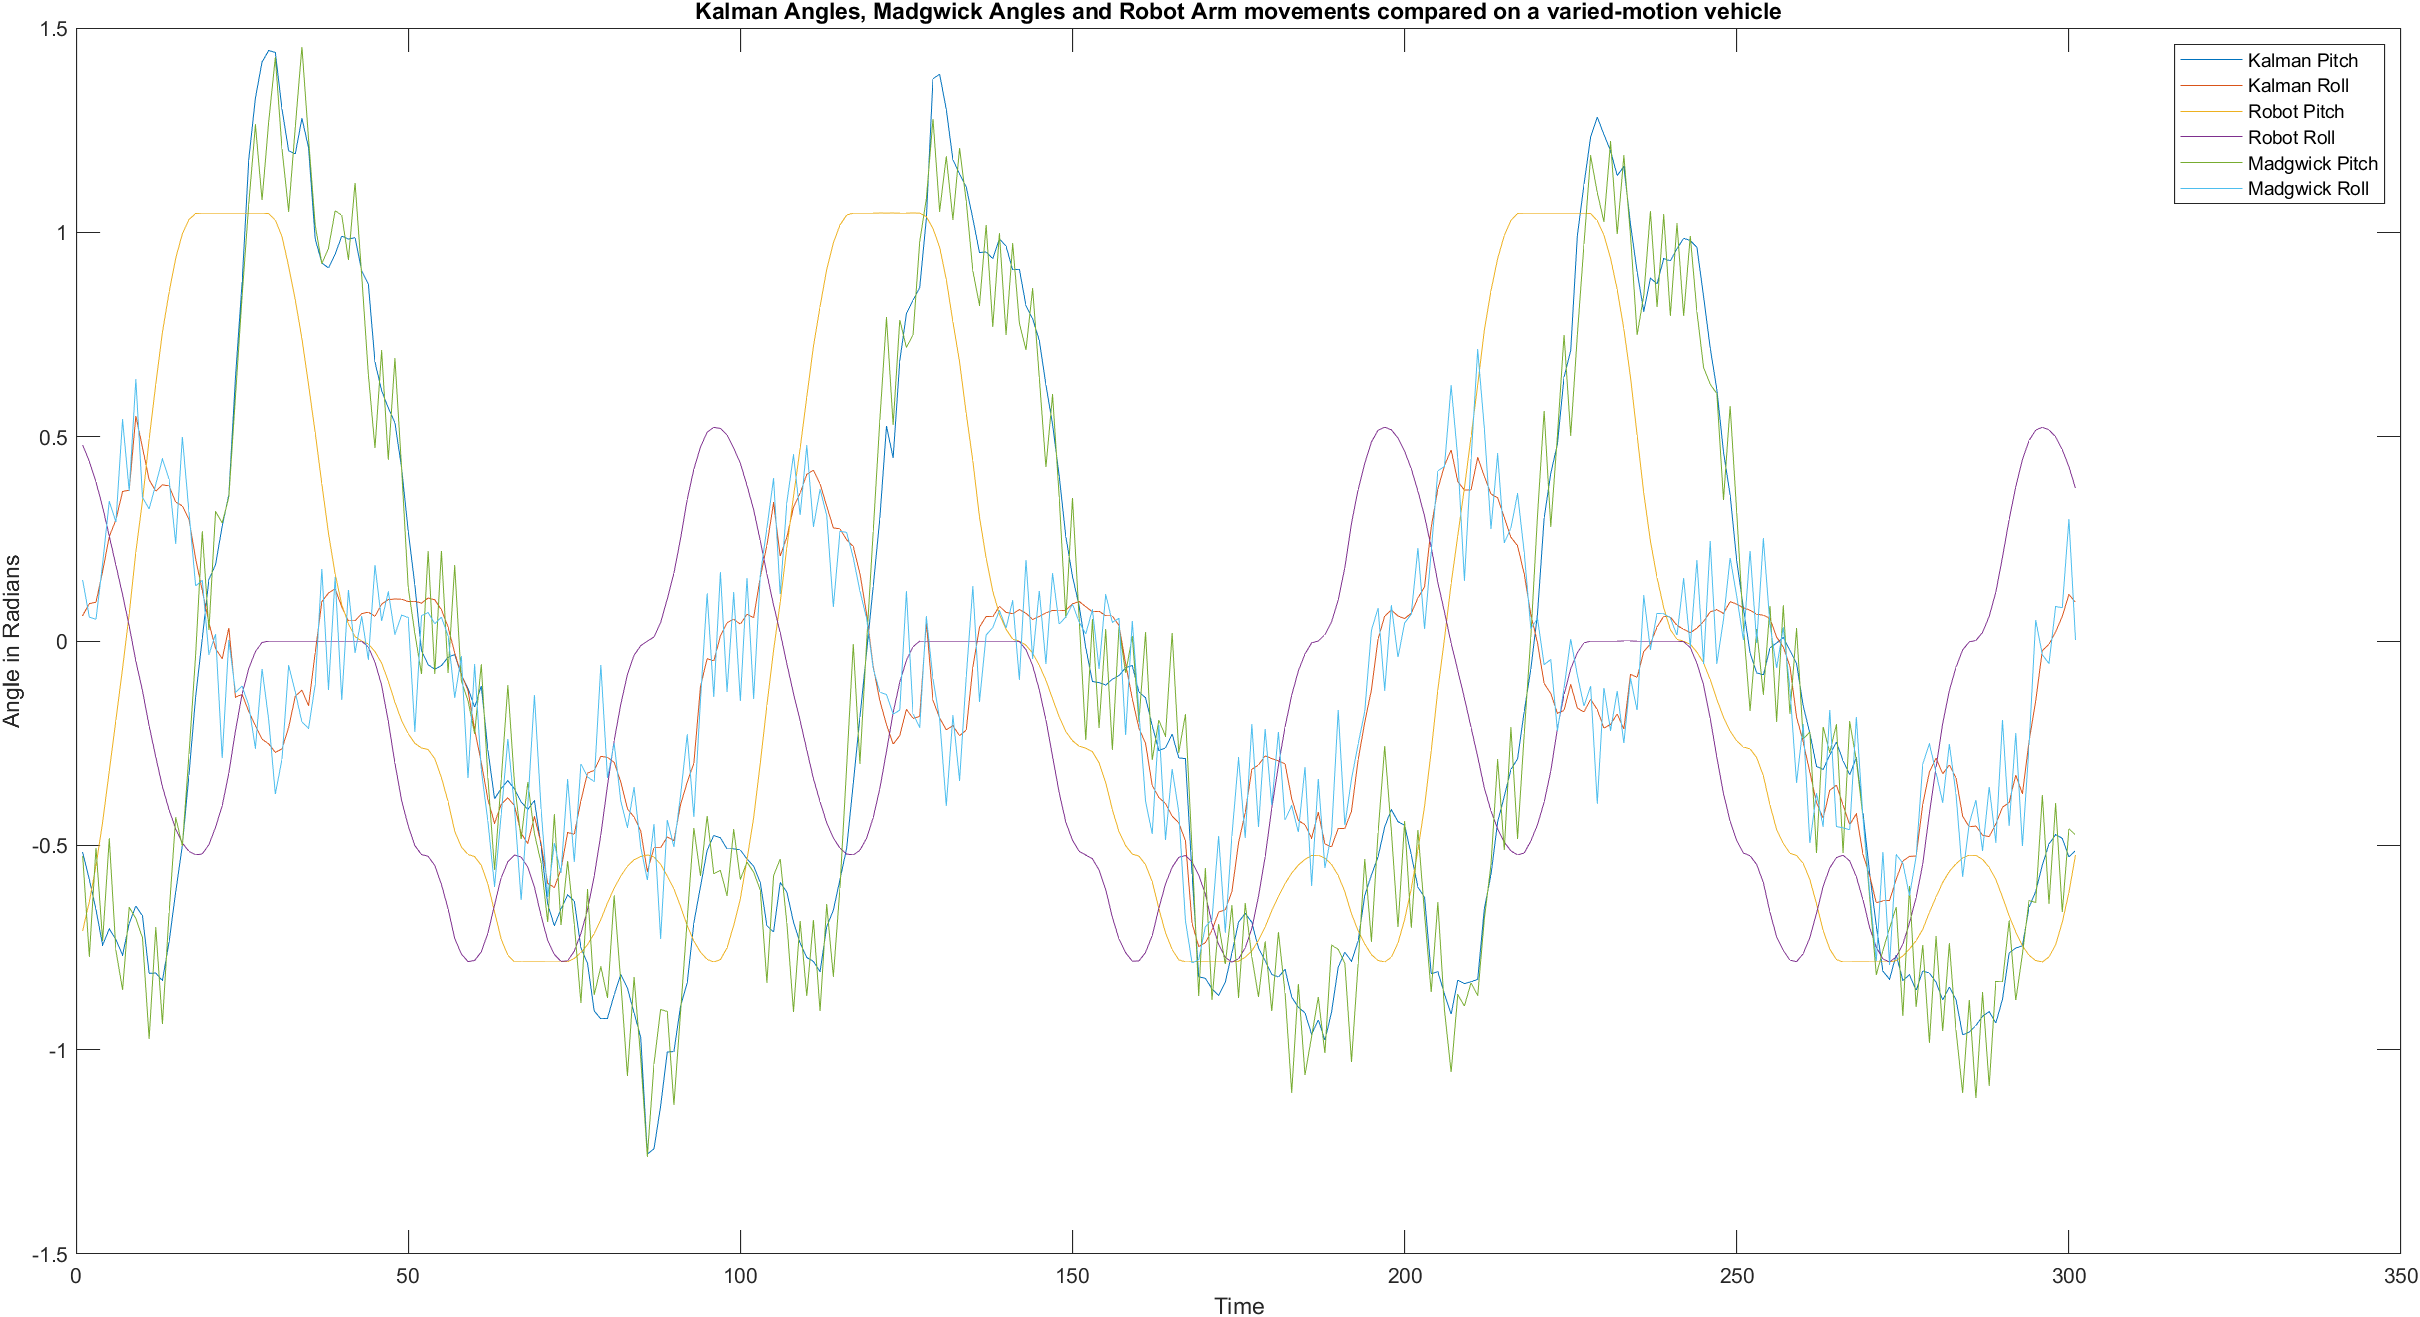 Kalman Angles, Madgwick Angles and Robot Arm movements compared on a varied-motion vehicle
1.5
1
0.5
0
-0.5
-1
-1.5
Angle in Radians
Kalman Pitch
Kalman Roll
Robot Pitch
Robot Roll
Madgwick Pitch
Madgwick Roll
0 50 100 150 200 250 300 350
Time